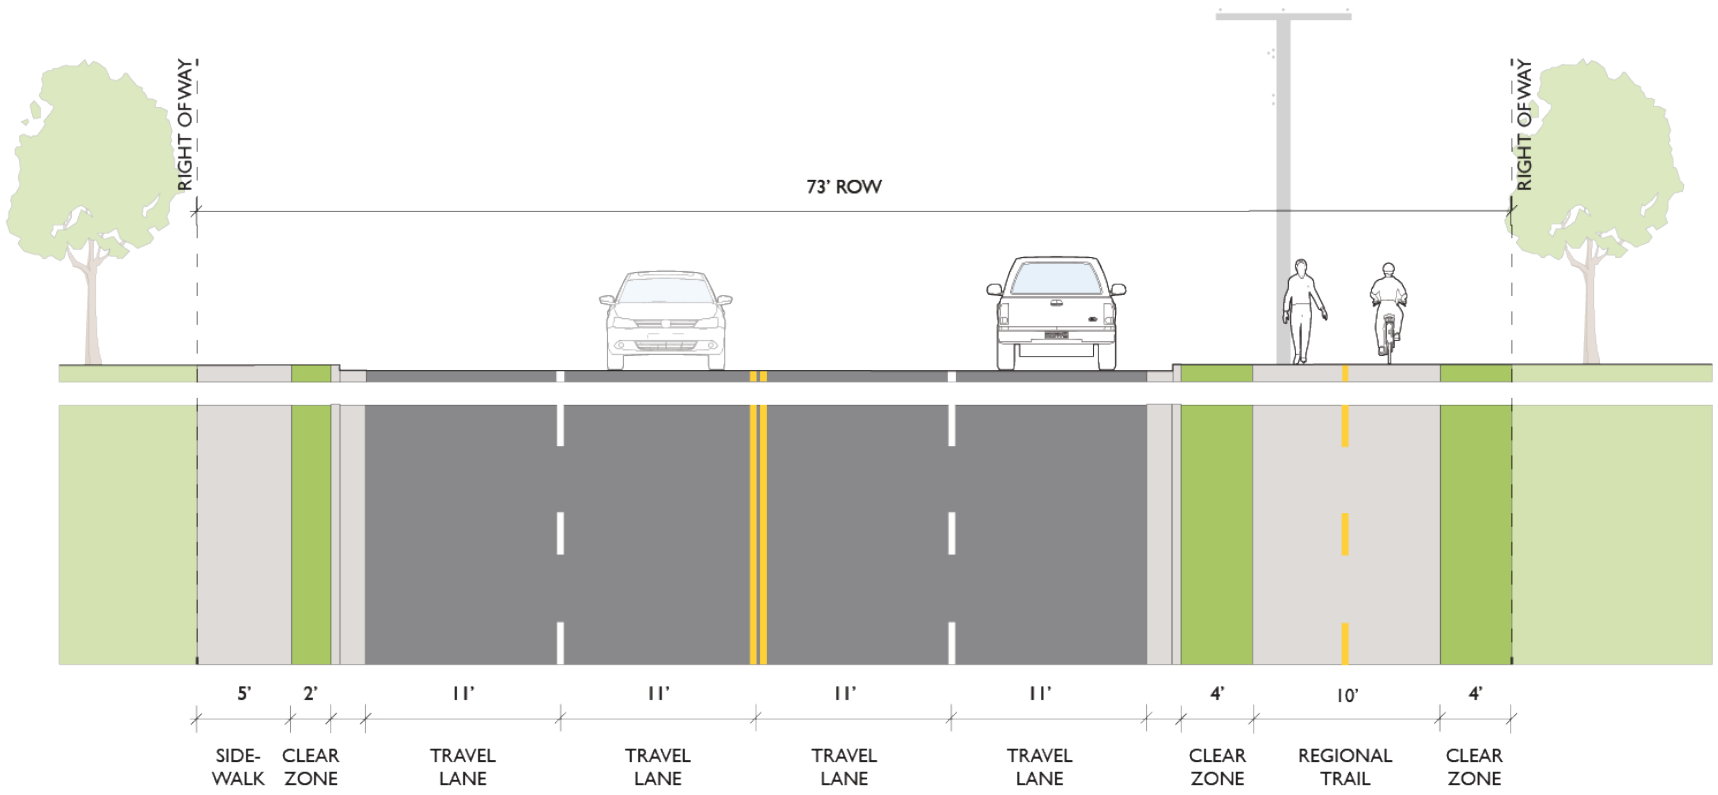 RIGHT OF WAY
RIGHT OF WAY
73’ ROW
5’ 2’ 11’ 11’ 11’ 11’ 4’ 10’ 4’
SIDE- CLEAR TRAVEL TRAVEL TRAVEL TRAVEL CLEAR REGIONAL CLEAR
WALK ZONE LANE LANE LANE LANE ZONE TRAIL ZONE